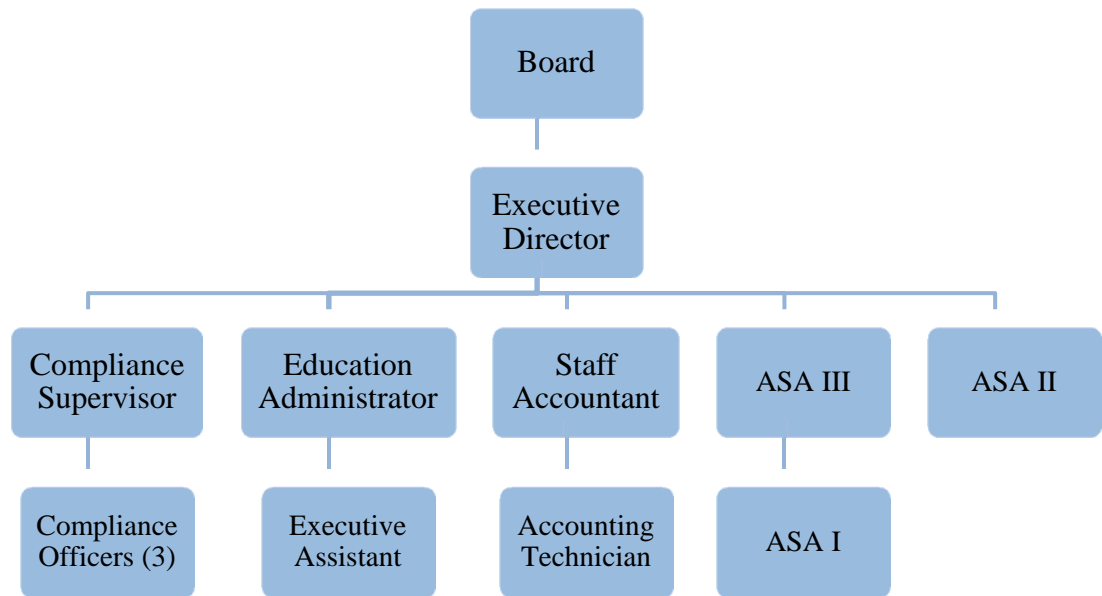 Board
Executive
Director
Compliance
Supervisor
Education
Administrator
Staff
Accountant
ASA III
ASA II
Compliance
Officers (3)
Executive
Assistant
Accounting
Technician
ASA I